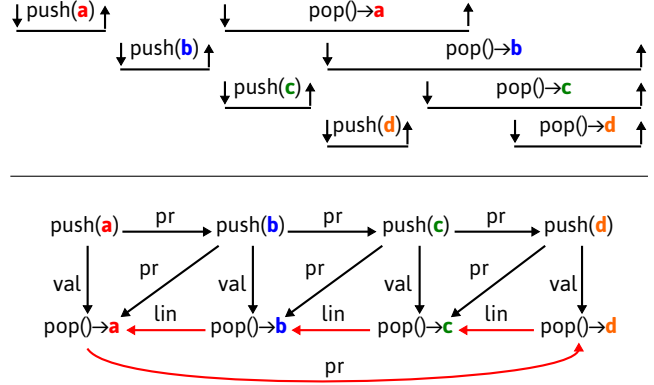 push(a) pop()→a
push(b) pop()→b
push(c) pop()→c
push(d) pop()→d
push(a) pr push(b) pr push(c) pr push(d)
val pr val pr val pr val
pop()→a lin pop()→b lin pop()→c lin pop()→d
pr